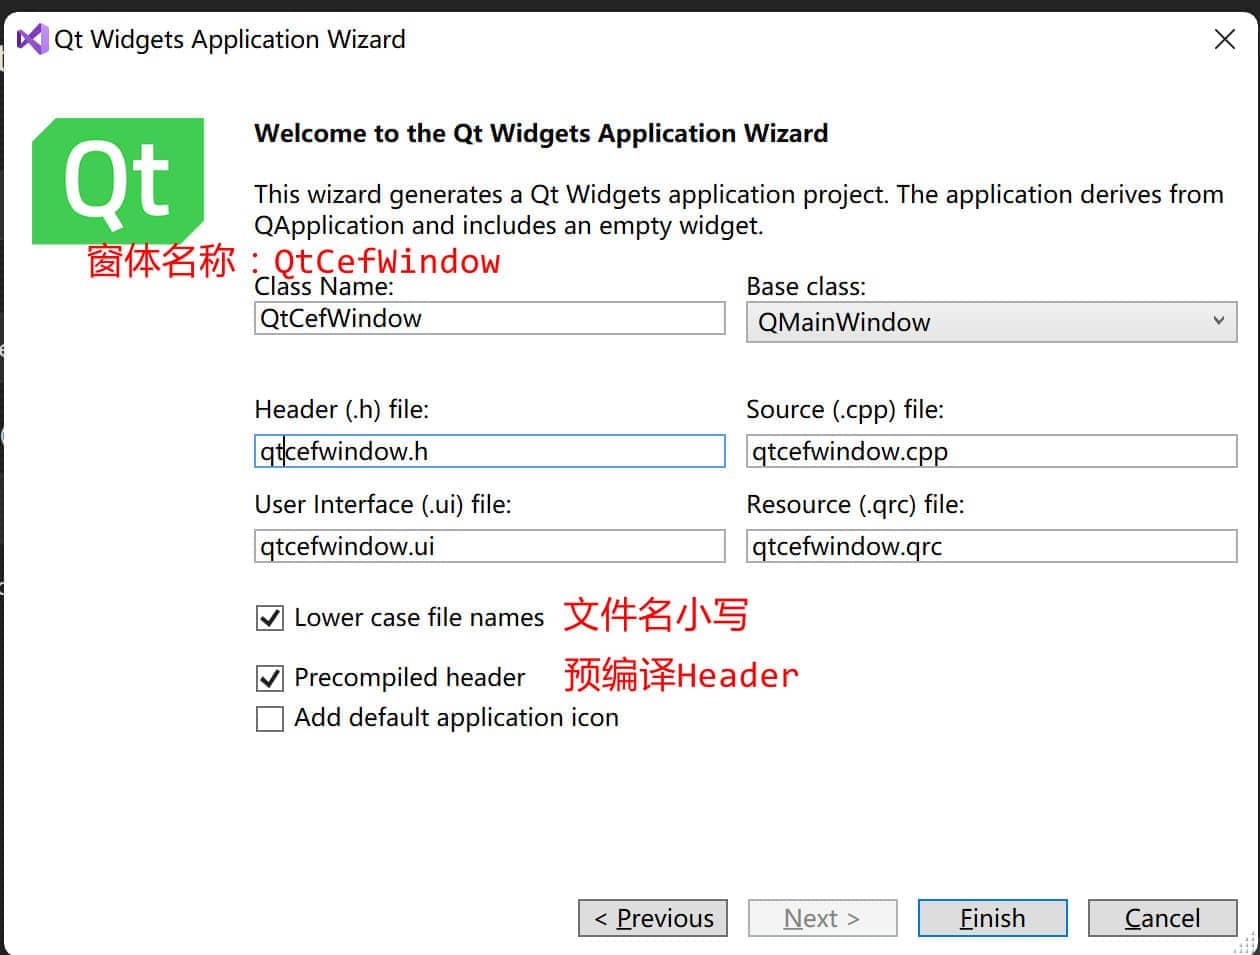 Qt Widgets Application Wizard
Qt
Welcome to the Qt Widgets Application Wizard
This wizard generates a Qt Widgets application project. The application derives from
QApplication and includes an empty widget.
窗体名称：QtCefWindow
Class Name:
Base class:
QtCefWindow
QMainWindow
Header (.h) file:
Source (.cpp) file:
qtcefwindow.h
qtcefwindow.cpp
User Interface (.ui) file:
Resource (.qrc) file:
qtcefwindow.ui
qtcefwindow.qrc
Lower case file names 文件名小写
Precompiled header 预编译Header
Add default application icon
< Previous
Next >
Finish
Cancel